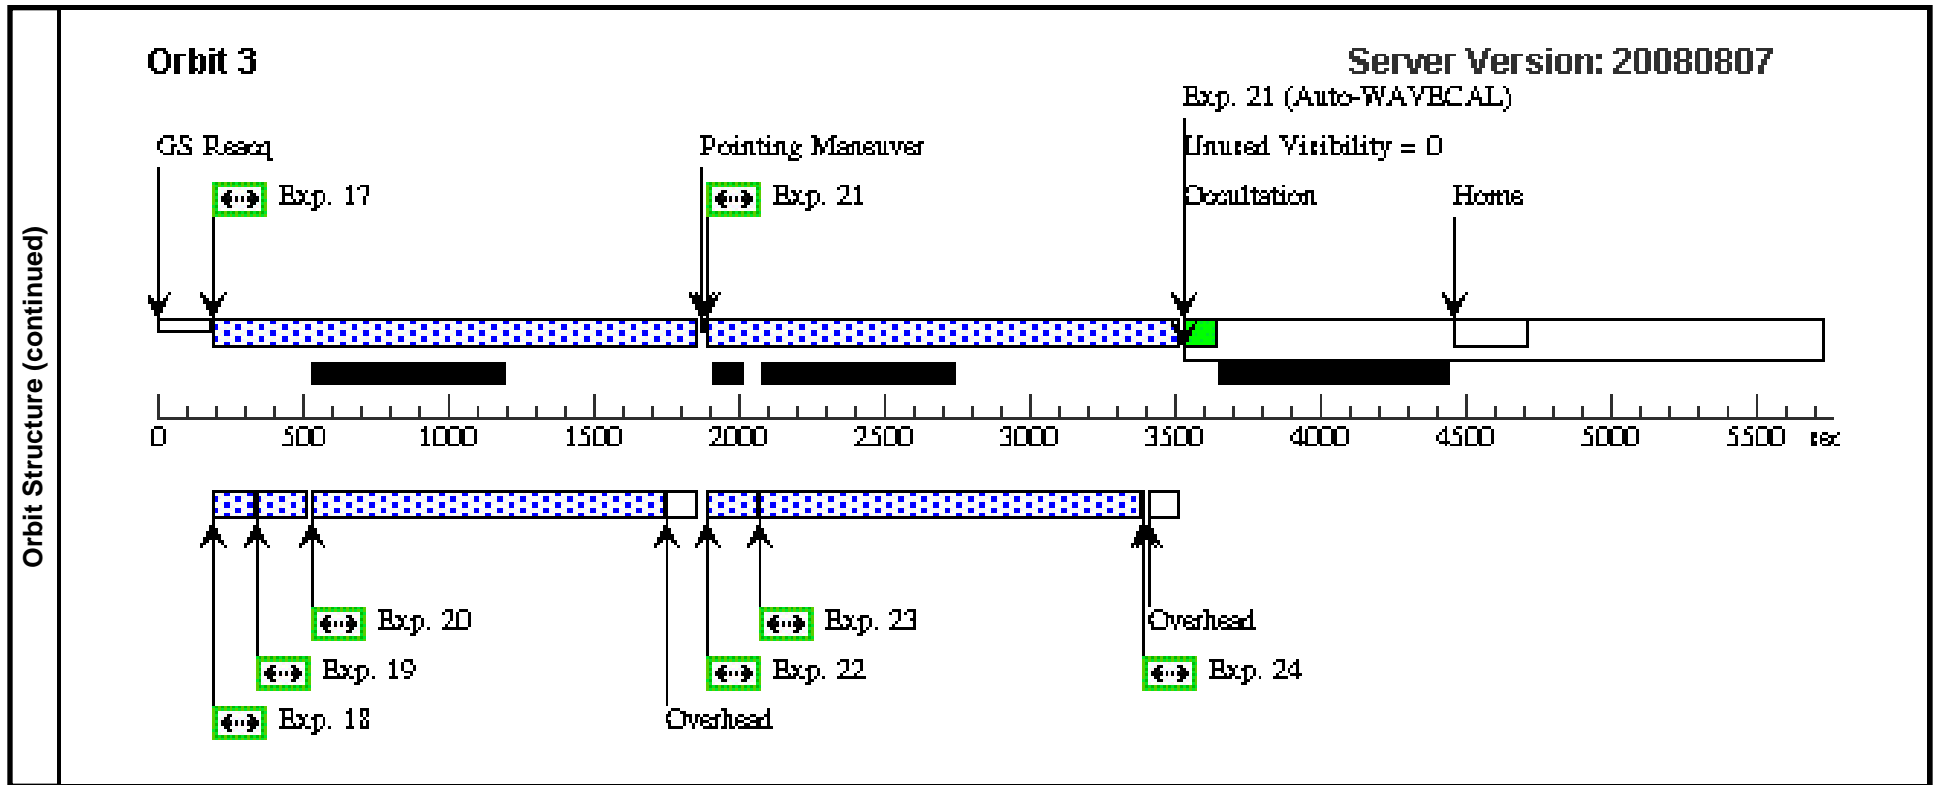 Orbit Structure (continued)
Orbit 3
Server Version: 20080807
Exp. 21 (Auto-WAVECAL)
GS Reacq
Pointing Maneuver
Unused Visibility = 0
Exp. 17
Exp. 21
Occultation
Home
0 500 1000 1500 2000 2500 3000 3500 4000 4500 5000 5500 sec
Exp. 20
Exp. 23
Overhead
Exp. 19
Exp. 22
Exp. 24
Exp. 18
Overhead